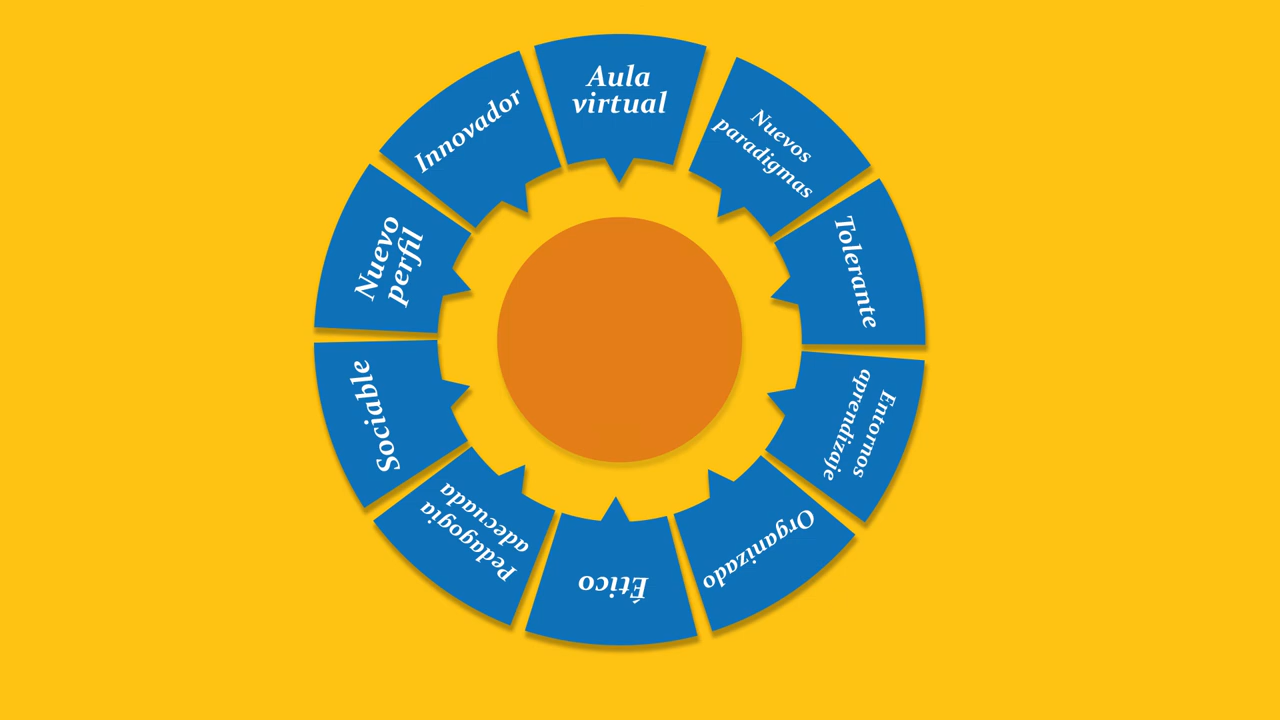 Aula
virtual
Nuevos
paradigmas
Tolerante
Entornos
aprendizaje
Organizado
Ético
Pedagogía
adecuada
Sociable
Nuevo
perfil
Innovador